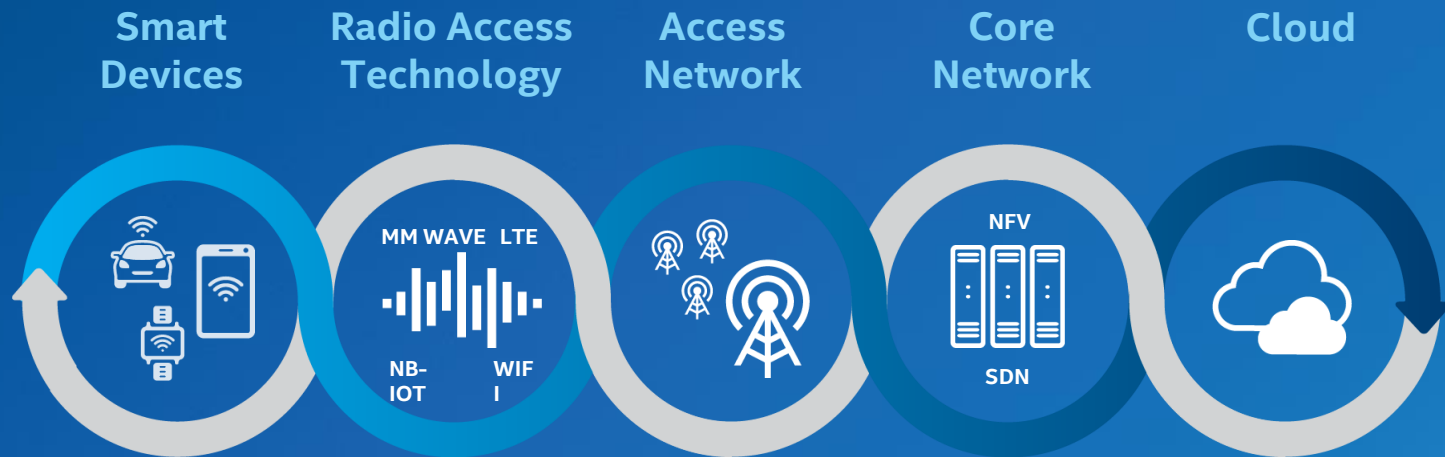 Smart
Devices
Radio Access
Technology
Access
Network
Core
Network
Cloud
MM WAVE LTE
NB-
IOT
WIF
I
NFV
SDN